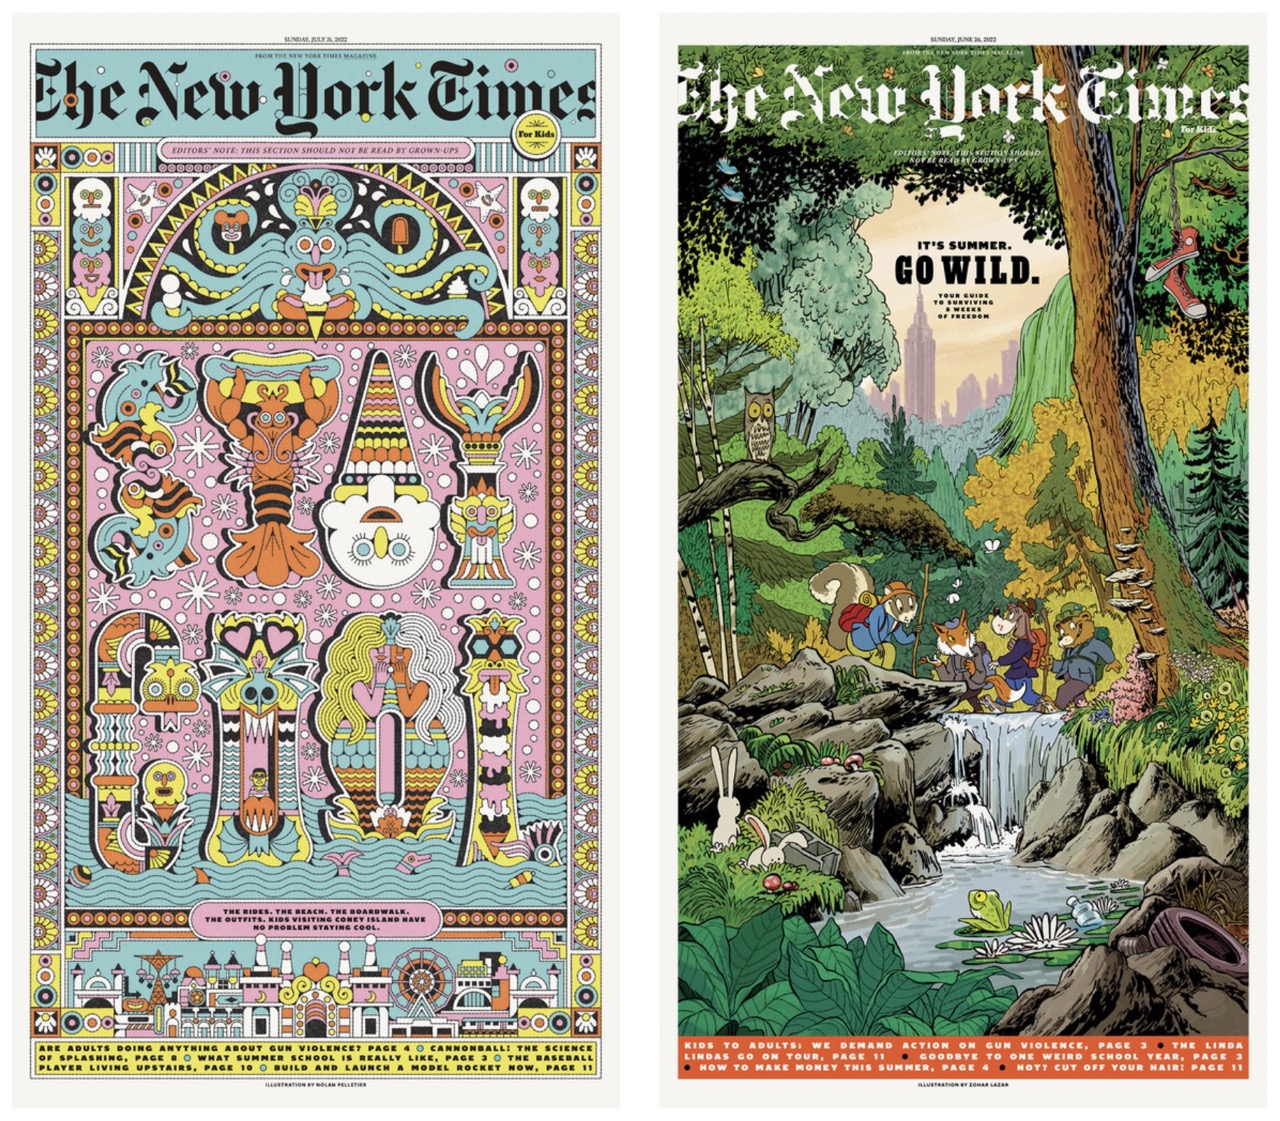 SUNDAY, JULY 31, 2022
FROM THE NEW YORK TIMES MAGAZINE
The New York Times
For Kids
EDITORS' NOTE: THIS SECTION SHOULD NOT BE READ BY GROWN-UPS
STAY
COOL
THE RIDES. THE BEACH. THE BOARDWALK.
THE OUTFITS. KIDS VISITING CONEY ISLAND HAVE
NO PROBLEM STAYING COOL.
ARE ADULTS DOING ANYTHING ABOUT GUN VIOLENCE? PAGE 4 CANNONBALL: THE SCIENCE
OF SPLASHING, PAGE 8 WHAT SUMMER SCHOOL IS REALLY LIKE, PAGE 3 THE BASEBALL
PLAYER LIVING UPSTAIRS, PAGE 10 BUILD AND LAUNCH A MODEL ROCKET NOW, PAGE 11
ILLUSTRATION BY NOLAN PELLETIER
SUNDAY, JUNE 26, 2022
FROM THE NEW YORK TIMES MAGAZINE
The New York Times
For Kids
EDITORS' NOTE: THIS SECTION SHOULD
NOT BE READ BY GROWN-UPS
IT'S SUMMER.
GO WILD.
YOUR GUIDE
TO SURVIVING
8 WEEKS
OF FREEDOM
KIDS TO ADULTS: WE DEMAND ACTION ON GUN VIOLENCE, PAGE 3 • THE LINDA
LINDAS GO ON TOUR, PAGE 11 • GOODBYE TO ONE WEIRD SCHOOL YEAR, PAGE 3
• HOW TO MAKE MONEY THIS SUMMER, PAGE 4 • HOT? CUT OFF YOUR HAIR! PAGE 11
ILLUSTRATION BY ZOHAR LAZAR